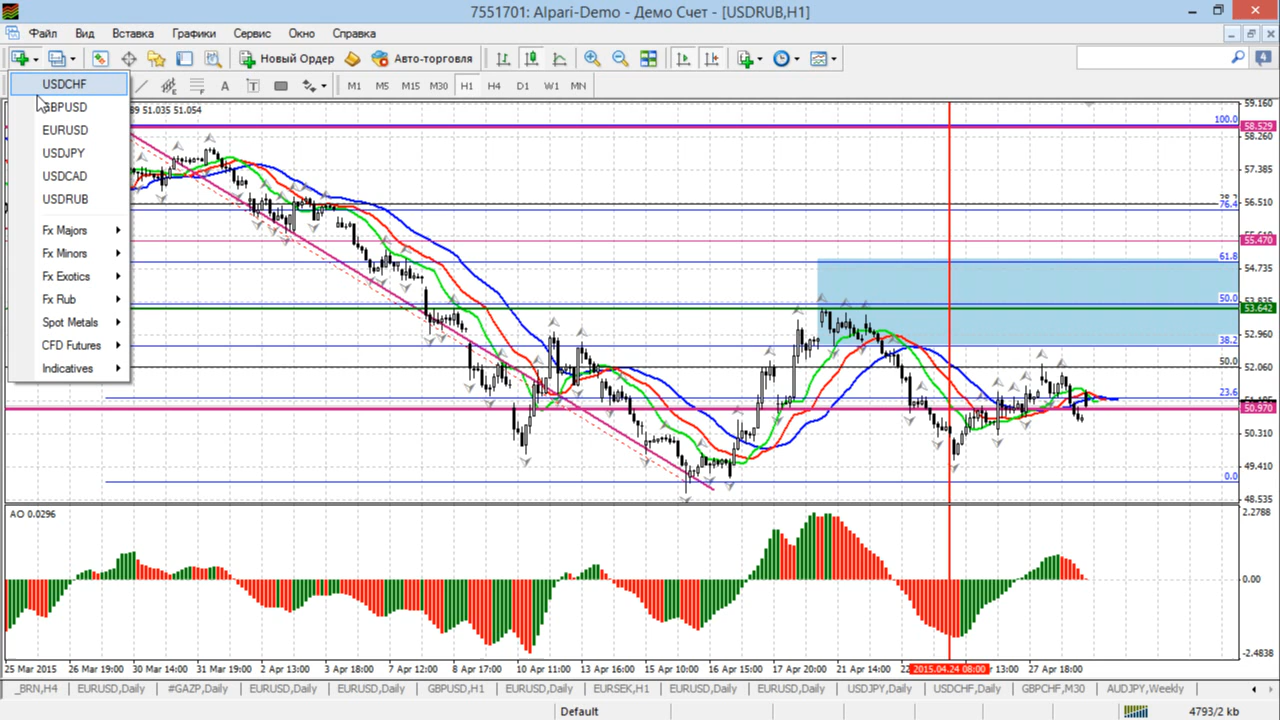 7551701: Alpari-Demo - Демо Счет - [USDRUB,H1]
Файл Вид Вставка Графики Сервис Окно Справка
Новый Ордер Авто-торговля 4
A T M1 M5 M15 M30 H1 H4 D1 W1 MN
USDCHF
GBPUSD
EURUSD
USDJPY
USDCAD
USDRUB
Fx Majors
Fx Minors
Fx Exotics
Fx Rub
Spot Metals
CFD Futures
Indicatives
51.035 51.054
100.0
76.4
61.8
50.0
38.2
50.0
23.6
0.0
59.160
58.529
58.260
57.385
56.510
55.470
54.735
53.642
52.960
52.060
50.970
50.310
49.410
48.535
AO 0.0296
2.2788
0.00
-2.4838
25 Mar 2015 26 Mar 19:00 30 Mar 14:00 31 Mar 19:00 2 Apr 13:00 3 Apr 18:00 7 Apr 12:00 8 Apr 17:00 10 Apr 11:00 13 Apr 16:00 15 Apr 10:00 16 Apr 15:00 17 Apr 20:00 21 Apr 14:00 2015.04.24 08:00 13:00 27 Apr 18:00
_BRN,H4 EURUSD,Daily #GAZP,Daily EURUSD,Daily EURUSD,Daily GBPUSD,H1 EURUSD,Daily EURSEK,H1 EURUSD,Daily EURUSD,Daily USDJPY,Daily USDCHF,Daily GBPCHF,M30 AUDJPY,Weekly
Default 4793/2 kb